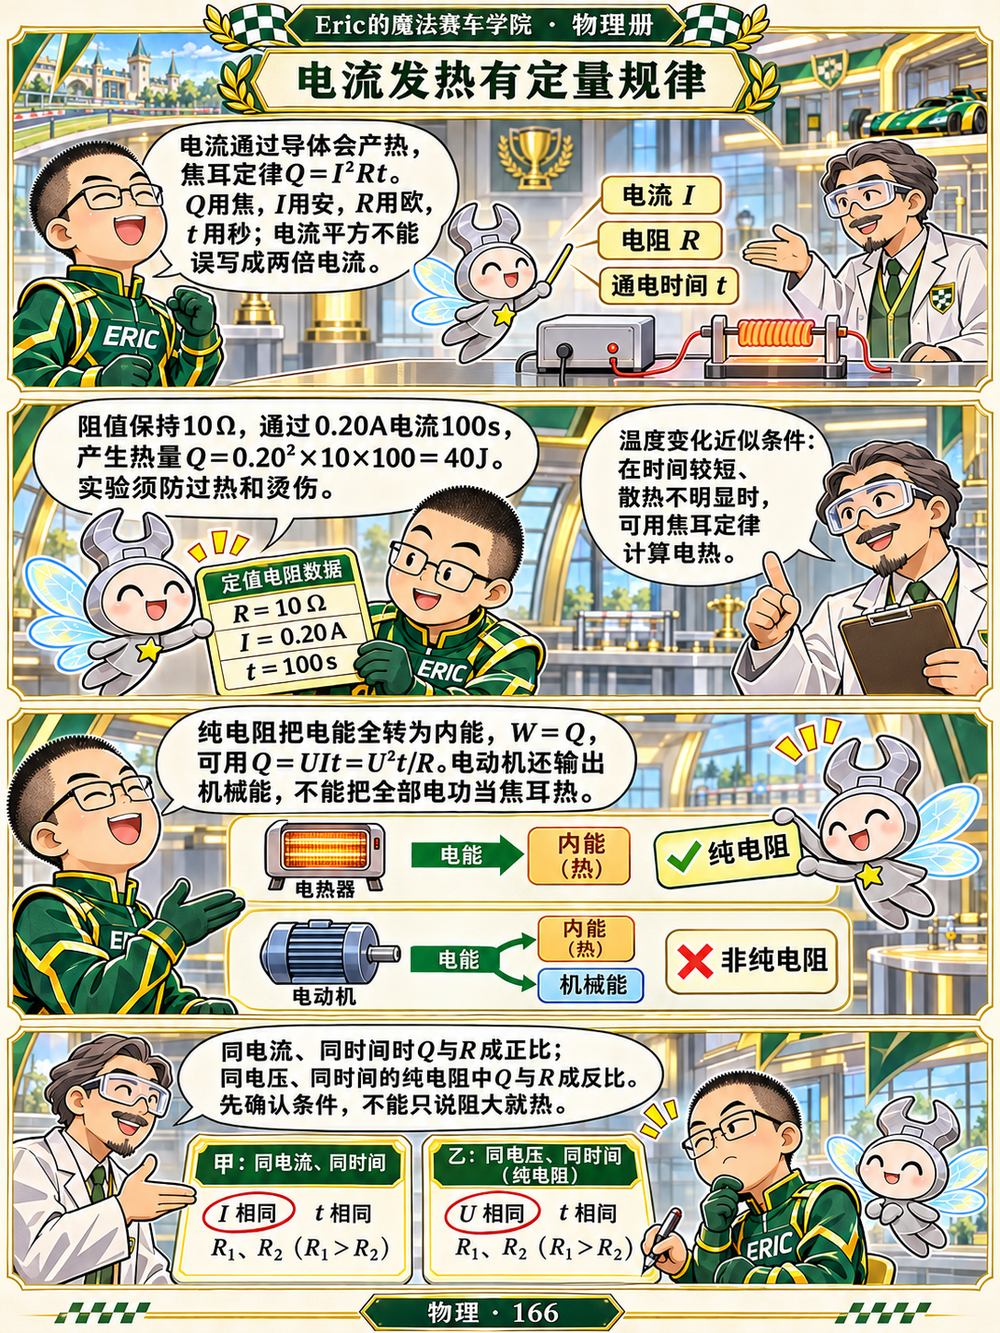 Eric的魔法赛车学院 · 物理册
电流发热有定量规律
电流通过导体会产热，
焦耳定律Q=I²Rt。
Q用焦，I用安，R用欧，
t用秒；电流平方不能
误写成两倍电流。
电流 I
电阻 R
通电时间 t
ERIC
阻值保持10Ω，通过0.20A电流100s，
产生热量Q=0.20²×10×100=40J。
实验须防过热和烫伤。
温度变化近似条件：
在时间较短、
散热不明显时，
可用焦耳定律
计算电热。
定值电阻数据
R=10Ω
I=0.20A
t=100s
ERIC
纯电阻把电能全转为内能，W=Q，
可用Q=UIt=U²t/R。电动机还输出
机械能，不能把全部电功当焦耳热。
电热器
电能
内能
（热）
纯电阻
电动机
电能
内能
（热）
机械能
非纯电阻
同电流、同时间时Q与R成正比；
同电压、同时间的纯电阻中Q与R成反比。
先确认条件，不能只说阻大就热。
甲：同电流、同时间
I 相同 t 相同
R₁、R₂（R₁>R₂）
乙：同电压、同时间
（纯电阻）
U 相同 t 相同
R₁、R₂（R₁>R₂）
ERIC
物理 · 166